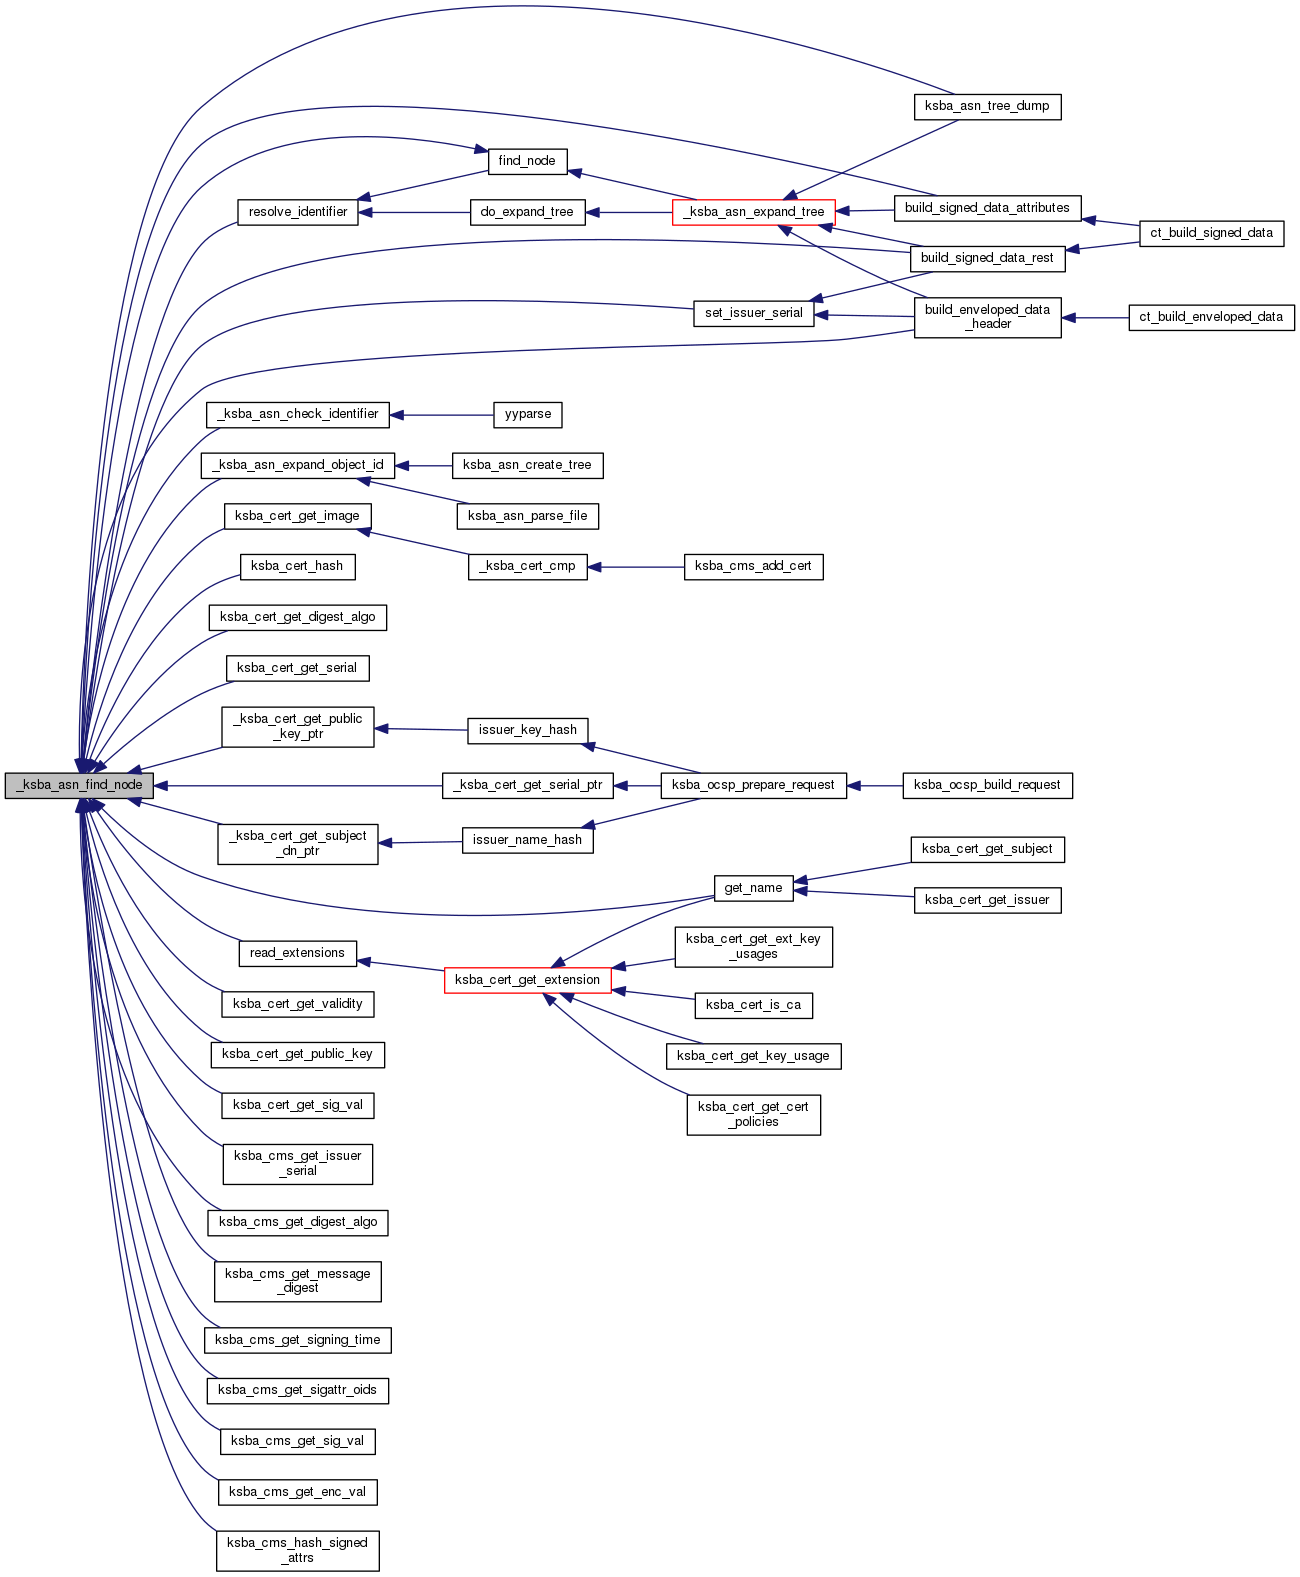 ksba_asn_tree_dump
find_node
resolve_identifier
do_expand_tree
_ksba_asn_expand_tree
build_signed_data_attributes
ct_build_signed_data
build_signed_data_rest
set_issuer_serial
build_enveloped_data
_header
ct_build_enveloped_data
_ksba_asn_check_identifier
yyparse
_ksba_asn_expand_object_id
ksba_asn_create_tree
ksba_cert_get_image
ksba_asn_parse_file
ksba_cert_hash
_ksba_cert_cmp
ksba_cms_add_cert
ksba_cert_get_digest_algo
ksba_cert_get_serial
_ksba_cert_get_public
_key_ptr
issuer_key_hash
_ksba_asn_find_node
_ksba_cert_get_serial_ptr
ksba_ocsp_prepare_request
ksba_ocsp_build_request
_ksba_cert_get_subject
_dn_ptr
issuer_name_hash
ksba_cert_get_subject
get_name
ksba_cert_get_issuer
read_extensions
ksba_cert_get_ext_key
_usages
ksba_cert_get_extension
ksba_cert_get_validity
ksba_cert_is_ca
ksba_cert_get_public_key
ksba_cert_get_key_usage
ksba_cert_get_sig_val
ksba_cert_get_cert
_policies
ksba_cms_get_issuer
_serial
ksba_cms_get_digest_algo
ksba_cms_get_message
_digest
ksba_cms_get_signing_time
ksba_cms_get_sigattr_oids
ksba_cms_get_sig_val
ksba_cms_get_enc_val
ksba_cms_hash_signed
_attrs